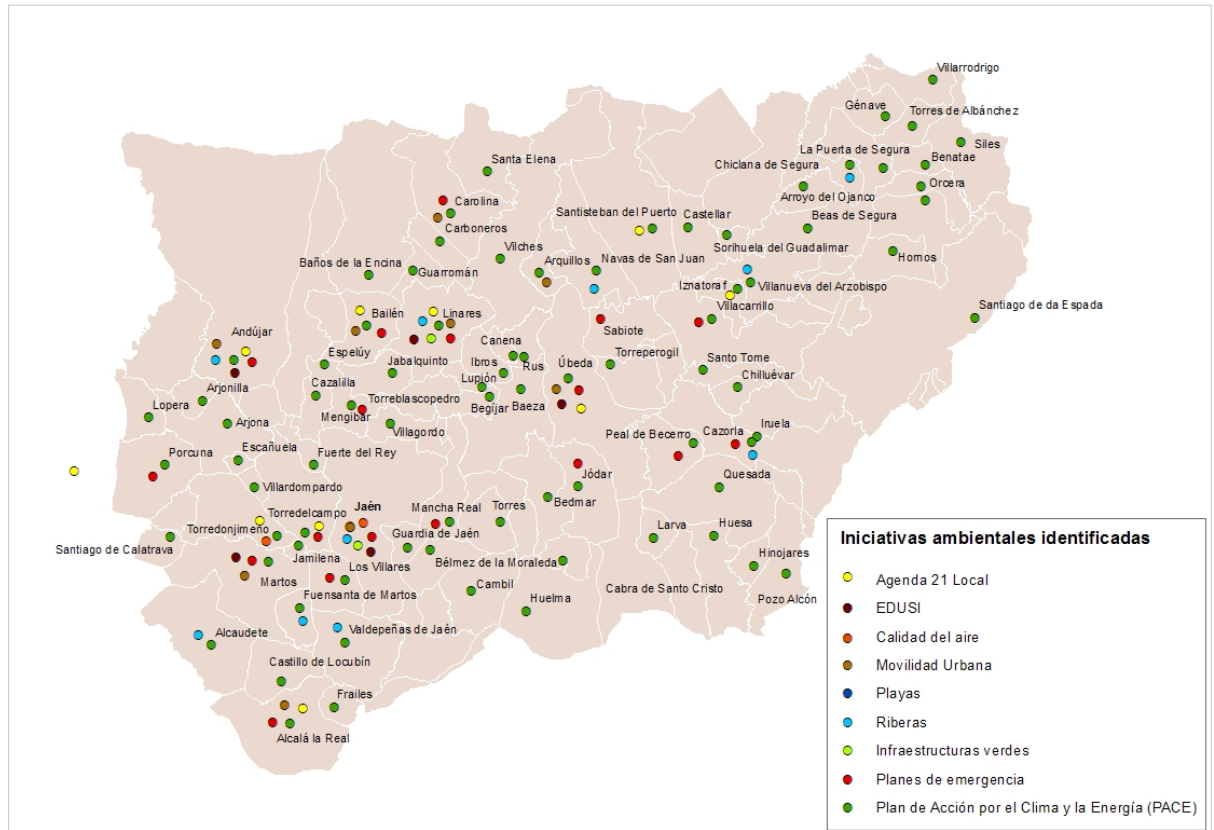 Villarrodrigo
Génave
Torres de Albánchez
Siles
La Puerta de Segura
Santa Elena
Chiclana de Segura
Benatae
Orcera
Arroyo del Ojanco
Carolina
Santisteban del Puerto
Castellar
Beas de Segura
Carboneros
Vilches
Sorihuela del Guadalimar
Hornos
Baños de la Encina
Guarromán
Arquillos
Navas de San Juan
Iznatoraf
Villanueva del Arzobispo
Santiago de da Espada
Bailén
Linares
Villacarrillo
Andújar
Sabiote
Canena
Espelúy
Jabalquinto
Ibros
Rus
Úbeda
Torreperogil
Santo Tome
Lupión
Chilluévar
Arjonilla
Cazalilla
Torreblascopedro
Begíjar
Baeza
Lopera
Mengibar
Arjona
Villagordo
Iruela
Peal de Becerro
Cazorla
Porcuna
Escañuela
Fuerte del Rey
Jódar
Quesada
Villardompardo
Bedmar
Jaén
Mancha Real
Torres
Torredelcampo
Torredonjimeno
Guardia de Jaén
Larva
Huesa
Santiago de Calatrava
Jamilena
Hinojares
Los Villares
Bélmez de la Moraleda
Martos
Cambil
Cabra de Santo Cristo
Fuensanta de Martos
Huelma
Pozo Alcón
Alcaudete
Valdepeñas de Jaén
Castillo de Locubín
Frailes
Alcalá la Real
Iniciativas ambientales identificadas
Agenda 21 Local
EDUSI
Calidad del aire
Movilidad Urbana
Playas
Riberas
Infraestructuras verdes
Planes de emergencia
Plan de Acción por el Clima y la Energía (PACE)